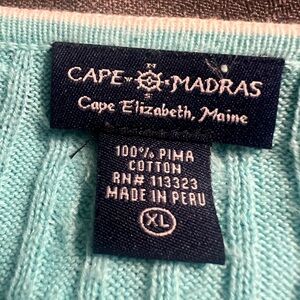 N
CAPE MADRAS
S
Cape Elizabeth, Maine
100% PIMA
COTTON
RN# 113323
MADE IN PERU
XL